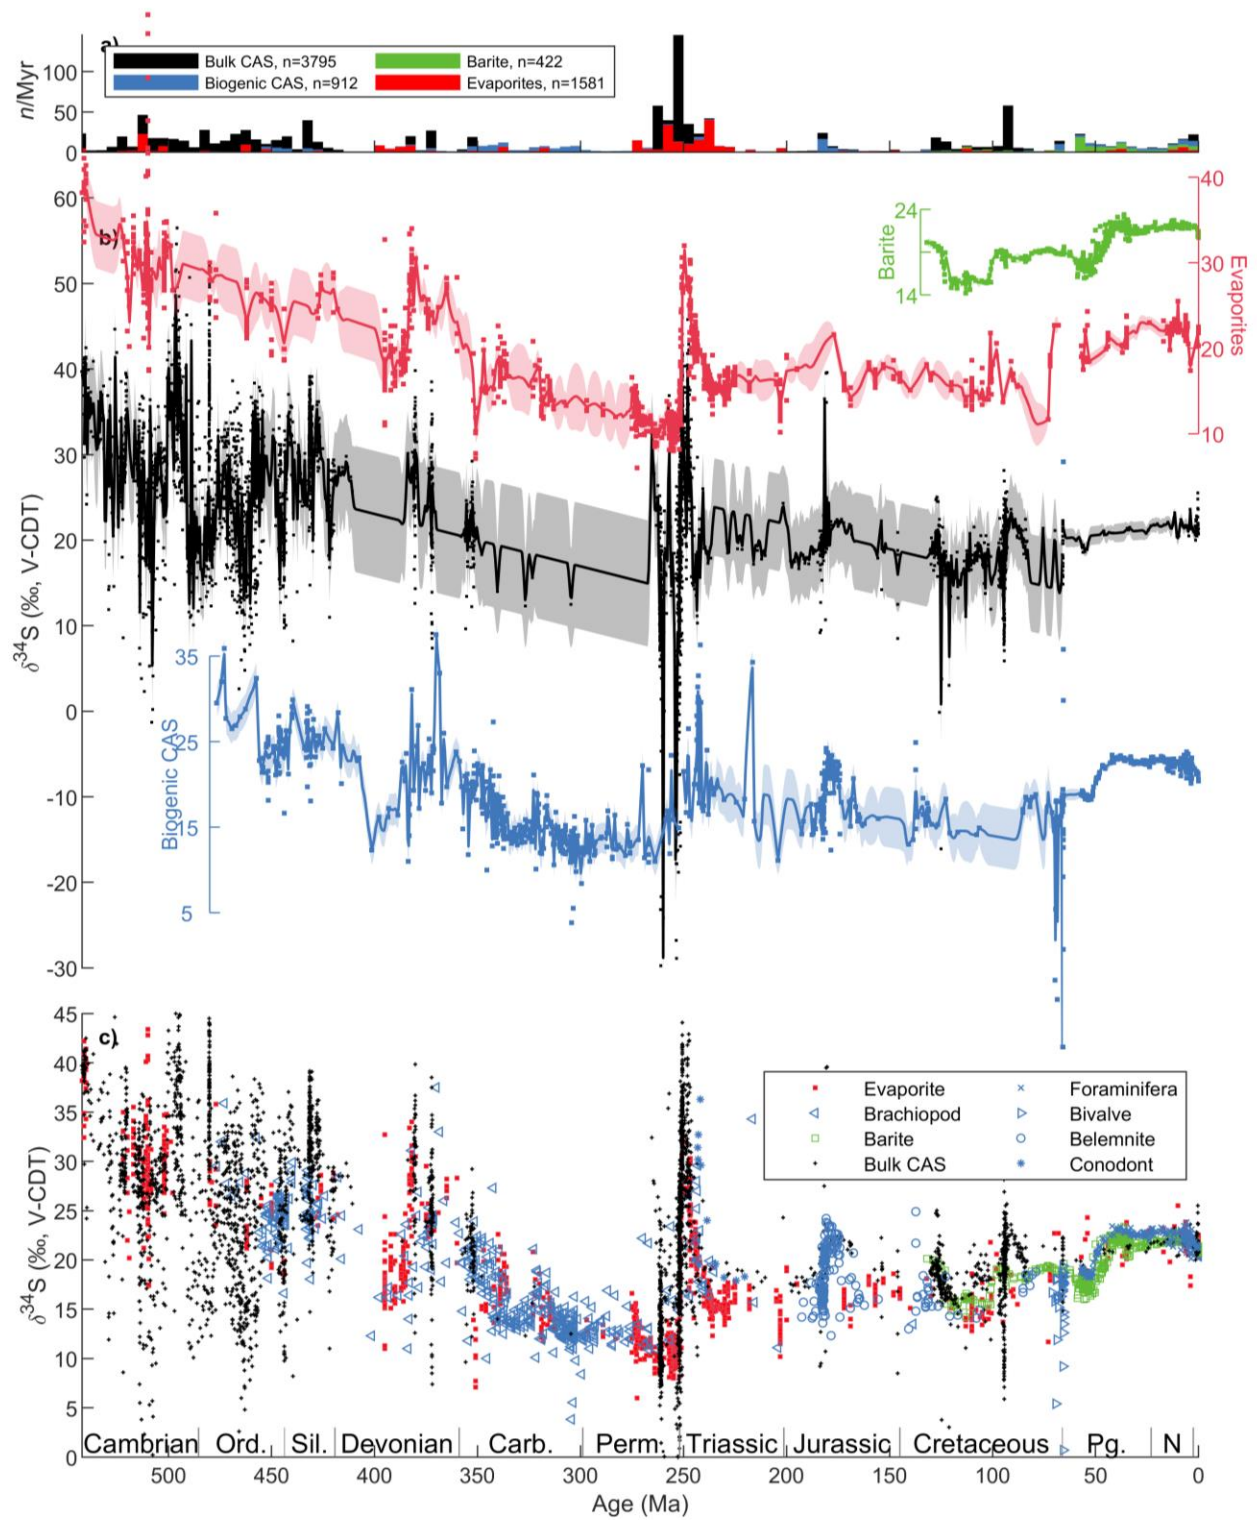 a)
Bulk CAS, n=3795
Barite, n=422
Biogenic CAS, n=912
Evaporites, n=1581
n/Myr
100
50
0
b)
60
50
40
30
20
10
0
-10
-20
-30
δ34S (‰, V-CDT)
40
30
20
10
Evaporites
24
14
Barite
35
25
15
5
Biogenic CAS
c)
45
40
35
30
25
20
15
10
5
0
δ34S (‰, V-CDT)
Evaporite
Foraminifera
Brachiopod
Bivalve
Barite
Belemnite
Bulk CAS
Conodont
Cambrian Ord. Sil. Devonian Carb. Perm. Triassic Jurassic Cretaceous Pg. N
500 450 400 350 300 250 200 150 100 50 0
Age (Ma)